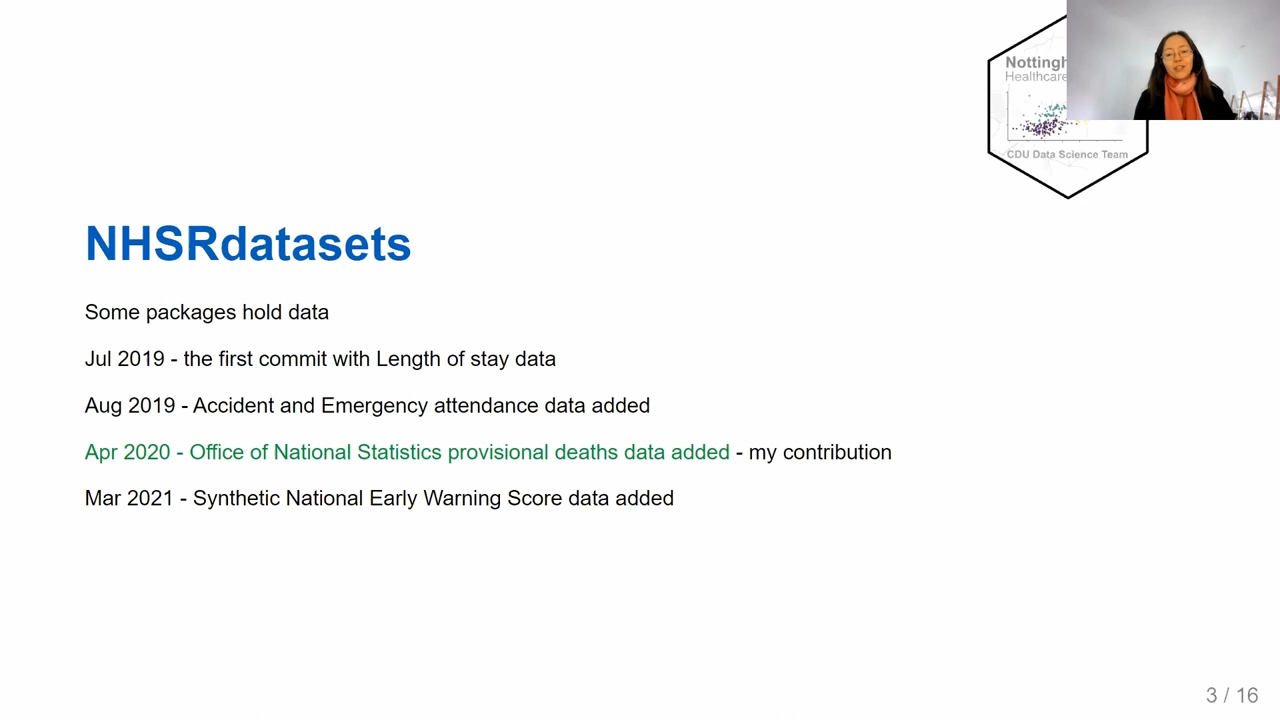 Healthcare
CDU Data Science Team
NHSRdatasets
Some packages hold data
Jul 2019 - the first commit with Length of stay data
Aug 2019 - Accident and Emergency attendance data added
Apr 2020 - Office of National Statistics provisional deaths data added - my contribution
Mar 2021 - Synthetic National Early Warning Score data added
3 / 16